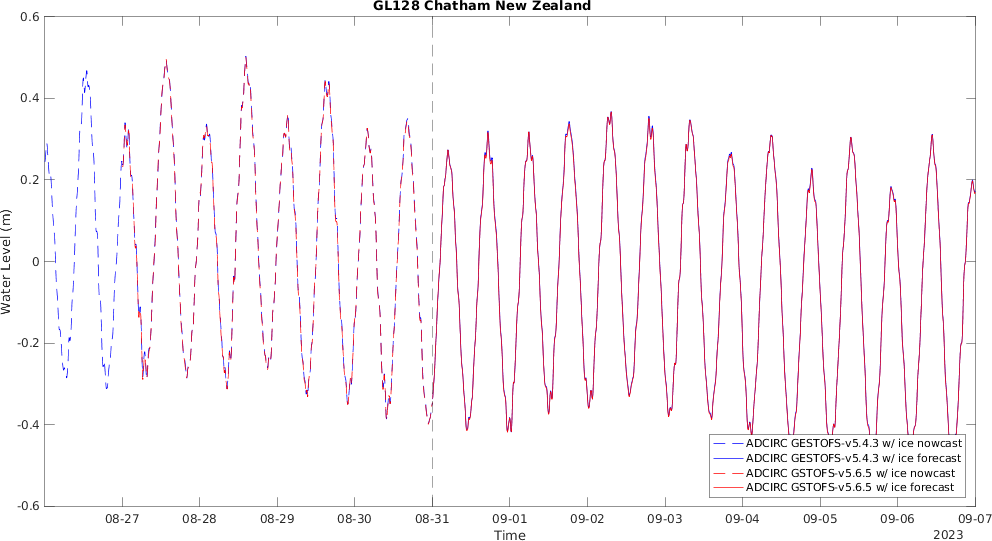 GL128 Chatham New Zealand
0.6
0.4
0.2
0
-0.2
-0.4
-0.6
Water Level (m)
ADCIRC GESTOFS-v5.4.3 w/ ice nowcast
ADCIRC GESTOFS-v5.4.3 w/ ice forecast
ADCIRC GSTOFS-v5.6.5 w/ ice nowcast
ADCIRC GSTOFS-v5.6.5 w/ ice forecast
08-27 08-28 08-29 08-30 08-31 09-01 09-02 09-03 09-04 09-05 09-06 09-07
Time
2023